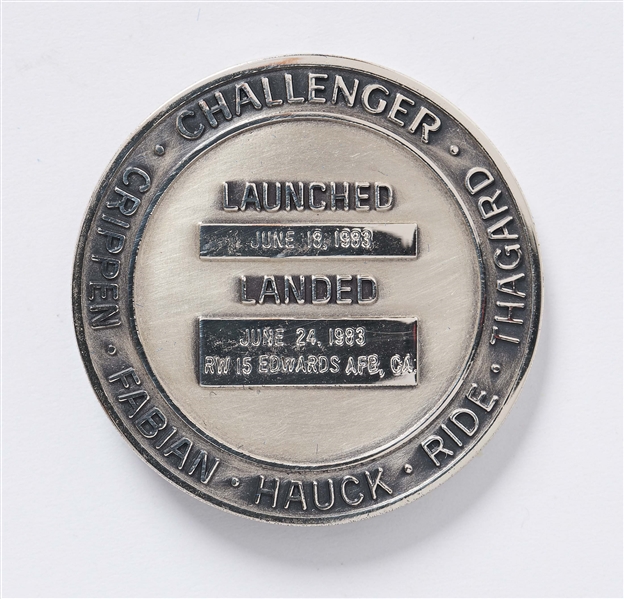 CHALLENGER · THAGARD · RIDE · HAUCK · FABIAN · CRIPPEN ·
LAUNCHED
JUNE 18, 1983
LANDED
JUNE 24, 1983
RW 15 EDWARDS AFB, CA.